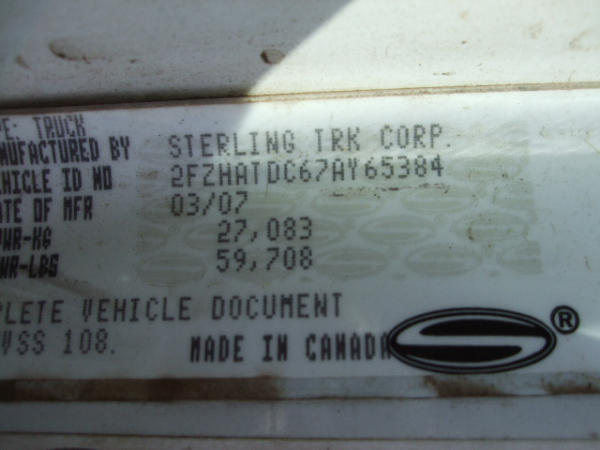 PE: TRUCK
NUFACTURED BY STERLING TRK CORP.
HICLE ID NO 2FZHATDC67AY65384
TE OF MFR 03/07
WR-KG 27,083
WR-LBS 59,708
PLETE VEHICLE DOCUMENT
VSS 108.
MADE IN CANADA ®